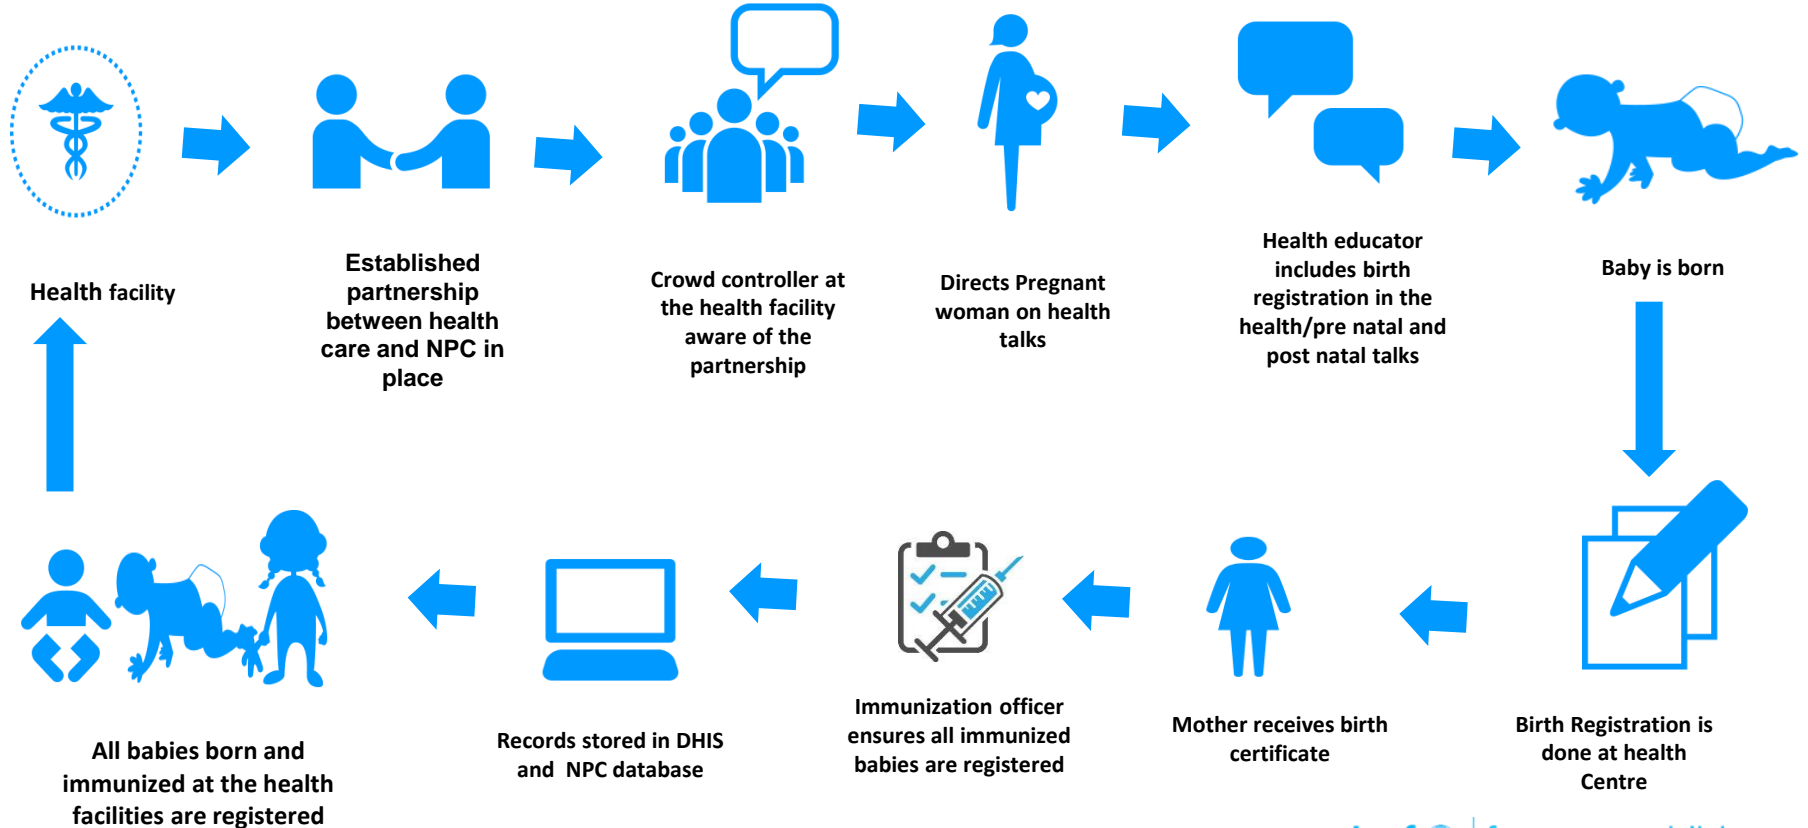 Health facility
Established
partnership
between health
care and NPC in
place
Crowd controller at
the health facility
aware of the
partnership
Directs Pregnant
woman on health
talks
Health educator
includes birth
registration in the
health/pre natal and
post natal talks
Baby is born
Birth Registration is
done at health
Centre
Mother receives birth
certificate
Immunization officer
ensures all immunized
babies are registered
Records stored in DHIS
and NPC database
All babies born and
immunized at the health
facilities are registered